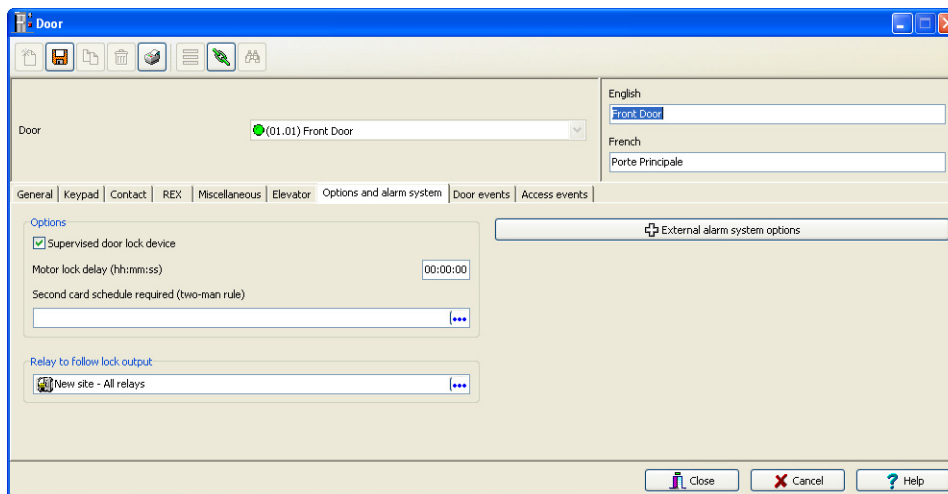 Door
English
Front Door
Door
(01.01) Front Door
French
Porte Principale
General Keypad Contact REX Miscellaneous Elevator Options and alarm system Door events Access events
Options
Supervised door lock device
Motor lock delay (hh:mm:ss)
00:00:00
Second card schedule required (two-man rule)
External alarm system options
Relay to follow lock output
New site - All relays
Close Cancel Help